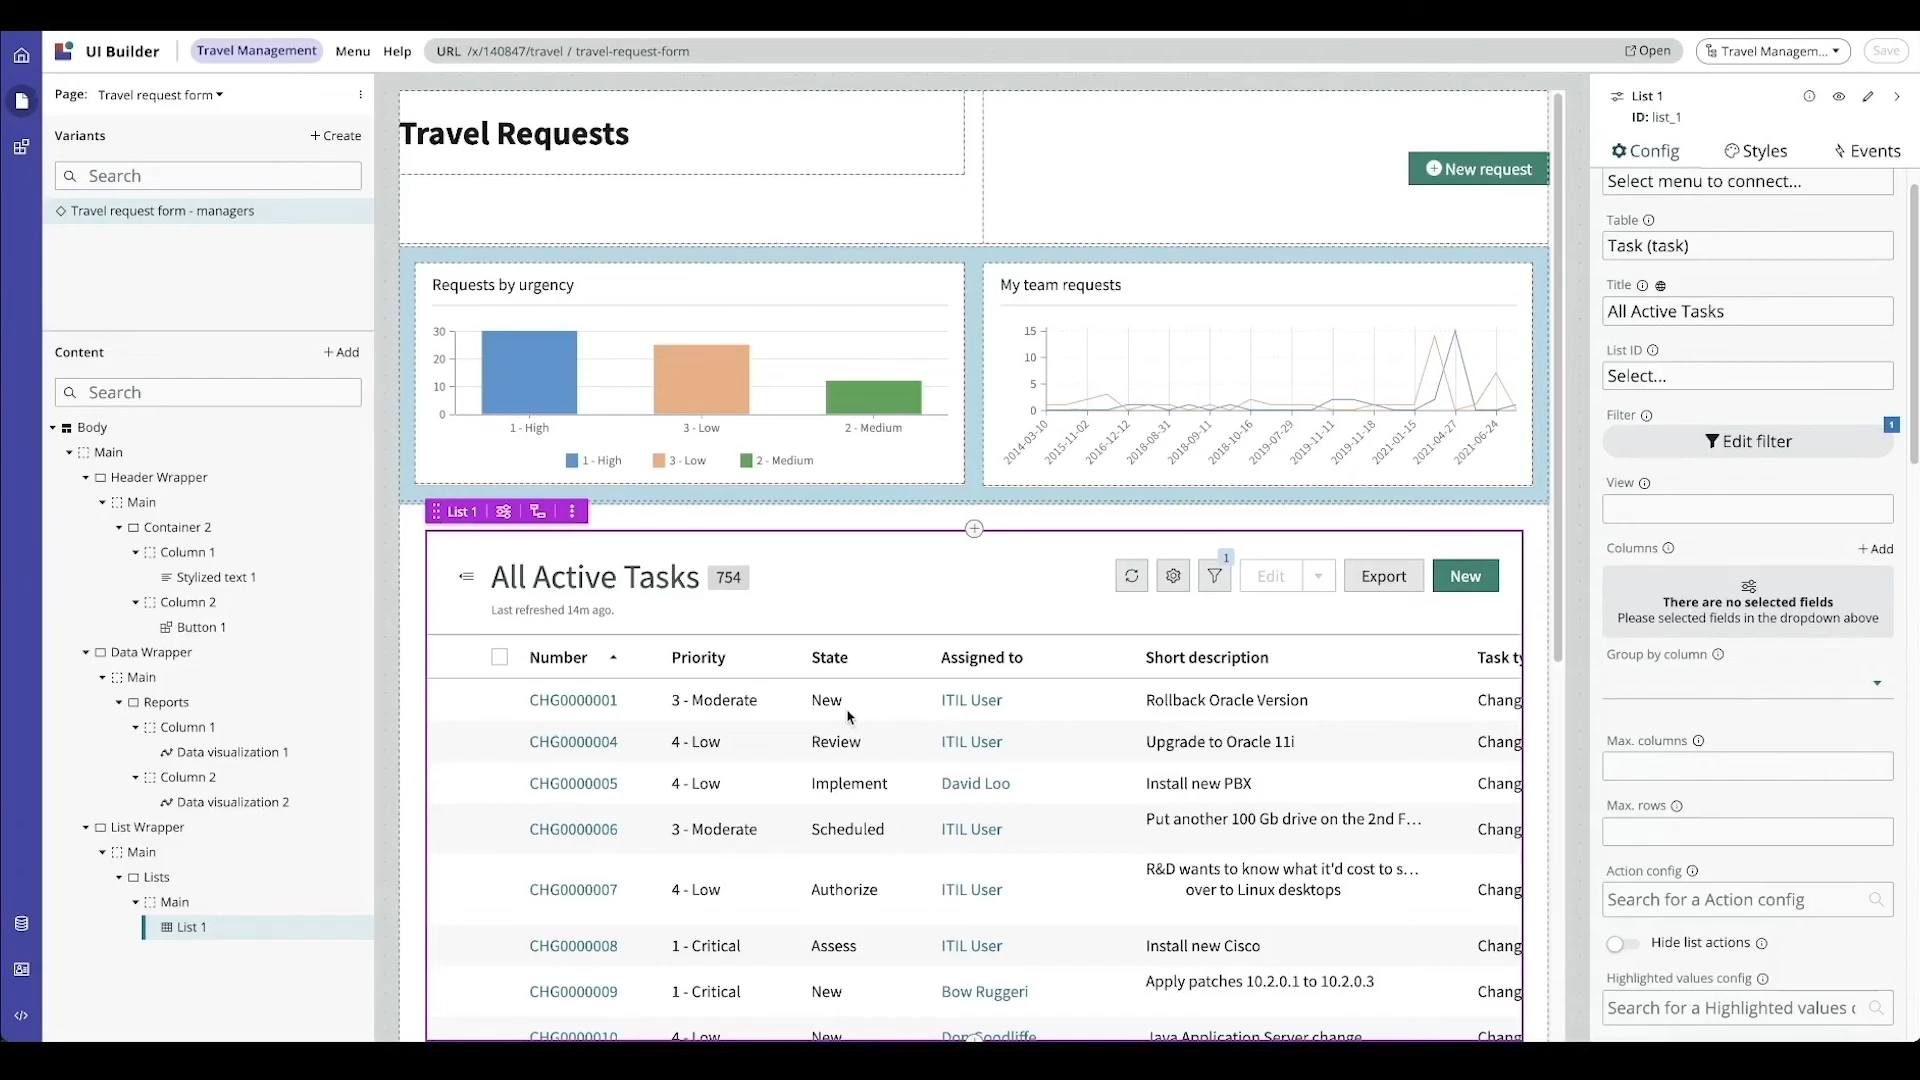 UI Builder
Travel Management
Menu
Help
URL /x/140847/travel / travel-request-form
Open
Travel Managem...
Save
Page: Travel request form
Variants
+ Create
Search
Travel request form - managers
Content
+ Add
Search
Body
Main
Header Wrapper
Main
Container 2
Column 1
Stylized text 1
Column 2
Button 1
Data Wrapper
Main
Reports
Column 1
Data visualization 1
Column 2
Data visualization 2
List Wrapper
Main
Lists
Main
List 1
Travel Requests
New request
Requests by urgency
30
20
10
0
1 - High
3 - Low
2 - Medium
1 - High
3 - Low
2 - Medium
My team requests
15
10
5
0
2014-03-10
2015-11-02
2016-12-12
2018-08-31
2018-09-11
2018-10-16
2019-07-29
2019-11-11
2019-11-18
2021-01-15
2021-04-27
2021-06-24
List 1
All Active Tasks 754
Last refreshed 14m ago.
1
Edit
Export
New
Number Priority State Assigned to Short description Task ty
CHG0000001 3 - Moderate New ITIL User Rollback Oracle Version Chang
CHG0000004 4 - Low Review ITIL User Upgrade to Oracle 11i Chang
CHG0000005 4 - Low Implement David Loo Install new PBX Chang
CHG0000006 3 - Moderate Scheduled ITIL User Put another 100 Gb drive on the 2nd F... Chang
CHG0000007 4 - Low Authorize ITIL User R&D wants to know what it'd cost to s...
over to Linux desktops Chang
CHG0000008 1 - Critical Assess ITIL User Install new Cisco Chang
CHG0000009 1 - Critical New Bow Ruggeri Apply patches 10.2.0.1 to 10.2.0.3 Chang
CHG0000010 4 - Low New Don Goodliffe Java Application Server change Chang
List 1
ID: list_1
Config
Styles
Events
Select menu to connect...
Table
Task (task)
Title
All Active Tasks
List ID
Select...
Filter
1
Edit filter
View
Columns
+ Add
There are no selected fields
Please selected fields in the dropdown above
Group by column
Max. columns
Max. rows
Action config
Search for a Action config
Hide list actions
Highlighted values config
Search for a Highlighted values c